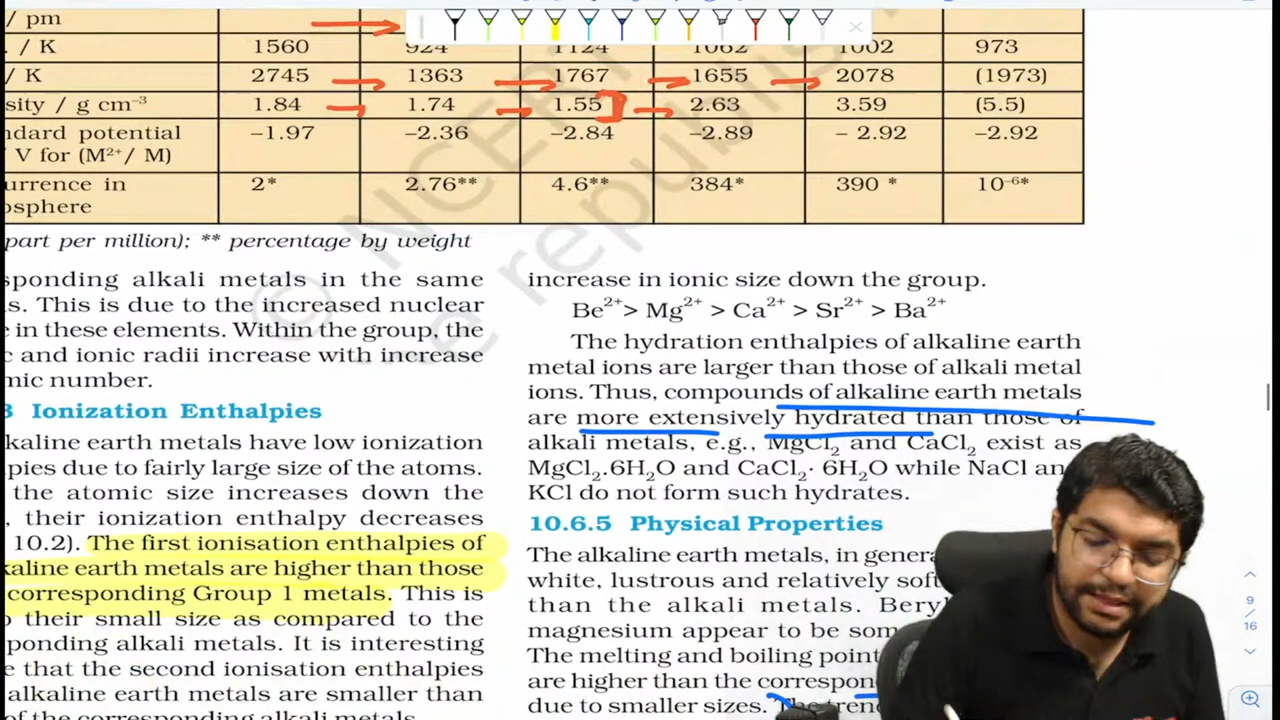 / pm
. / K 1560 924 1124 1062 1002 973
/ K 2745 1363 1767 1655 2078 (1973)
sity / g cm⁻³ 1.84 1.74 1.55 2.63 3.59 (5.5)
ndard potential –1.97 –2.36 –2.84 –2.89 – 2.92 –2.92
V for (M²⁺/ M)
urrence in 2* 2.76** 4.6** 384* 390 * 10⁻⁶*
osphere
part per million); ** percentage by weight
sponding alkali metals in the same
s. This is due to the increased nuclear
e in these elements. Within the group, the
c and ionic radii increase with increase
mic number.
3 Ionization Enthalpies
kaline earth metals have low ionization
pies due to fairly large size of the atoms.
the atomic size increases down the
, their ionization enthalpy decreases
10.2). The first ionisation enthalpies of
kaline earth metals are higher than those
corresponding Group 1 metals. This is
o their small size as compared to the
ponding alkali metals. It is interesting
e that the second ionisation enthalpies
alkaline earth metals are smaller than
of the corresponding alkali metals.
increase in ionic size down the group.
Be²⁺> Mg²⁺ > Ca²⁺ > Sr²⁺ > Ba²⁺
The hydration enthalpies of alkaline earth
metal ions are larger than those of alkali metal
ions. Thus, compounds of alkaline earth metals
are more extensively hydrated than those of
alkali metals, e.g., MgCl₂ and CaCl₂ exist as
MgCl₂.6H₂O and CaCl₂· 6H₂O while NaCl an
KCl do not form such hydrates.
10.6.5 Physical Properties
The alkaline earth metals, in genera
white, lustrous and relatively soft
than the alkali metals. Bery
magnesium appear to be som
The melting and boiling point
are higher than the correspon
due to smaller sizes. The tren
© NCERT
e republis
9
/
16